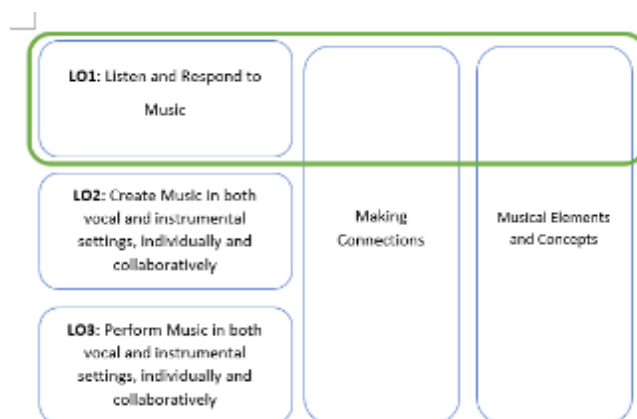 LO1: Listen and Respond to
Music
LO2: Create Music in both
vocal and instrumental
settings, individually and
collaboratively
LO3: Perform Music in both
vocal and instrumental
settings, individually and
collaboratively
Making
Connections
Musical Elements
and Concepts